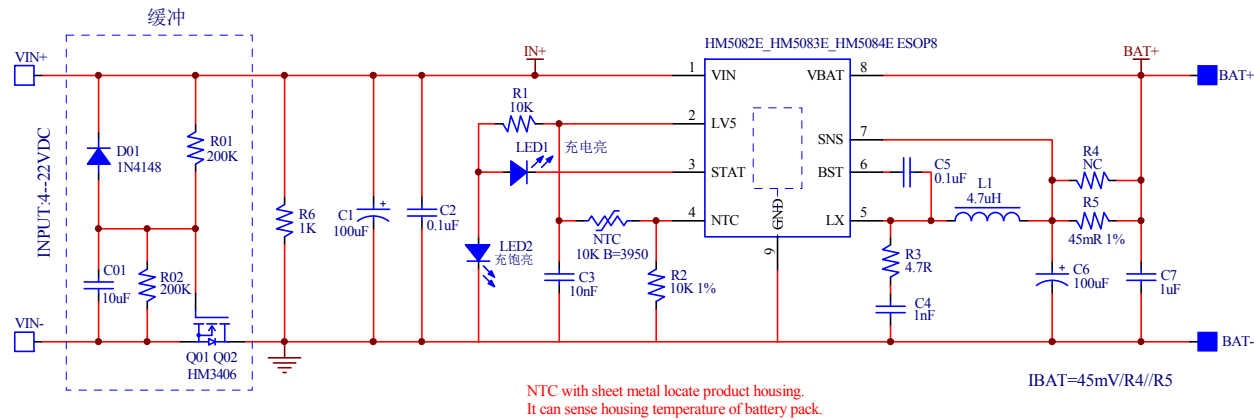 缓冲
VIN+
IN+
HM5082E_HM5083E_HM5084E ESOP8
BAT+
BAT+
INPUT:4--22VDC
D01
1N4148
R01
200K
C01
10uF
R02
200K
VIN-
Q01 Q02
HM3406
R6
1K
C1
100uF
+
C2
0.1uF
R1
10K
LED1
充电亮
LED2
充饱亮
NTC
10K B=3950
C3
10nF
R2
10K 1%
1
VIN
2
LV5
3
STAT
4
NTC
VBAT
8
SNS
7
BST
6
LX
5
GND
9
C5
0.1uF
L1
4.7uH
R3
4.7R
C4
1nF
R4
NC
R5
45mR 1%
+
C6
100uF
C7
1uF
BAT-
IBAT=45mV/R4//R5
NTC with sheet metal locate product housing.
It can sense housing temperature of battery pack.